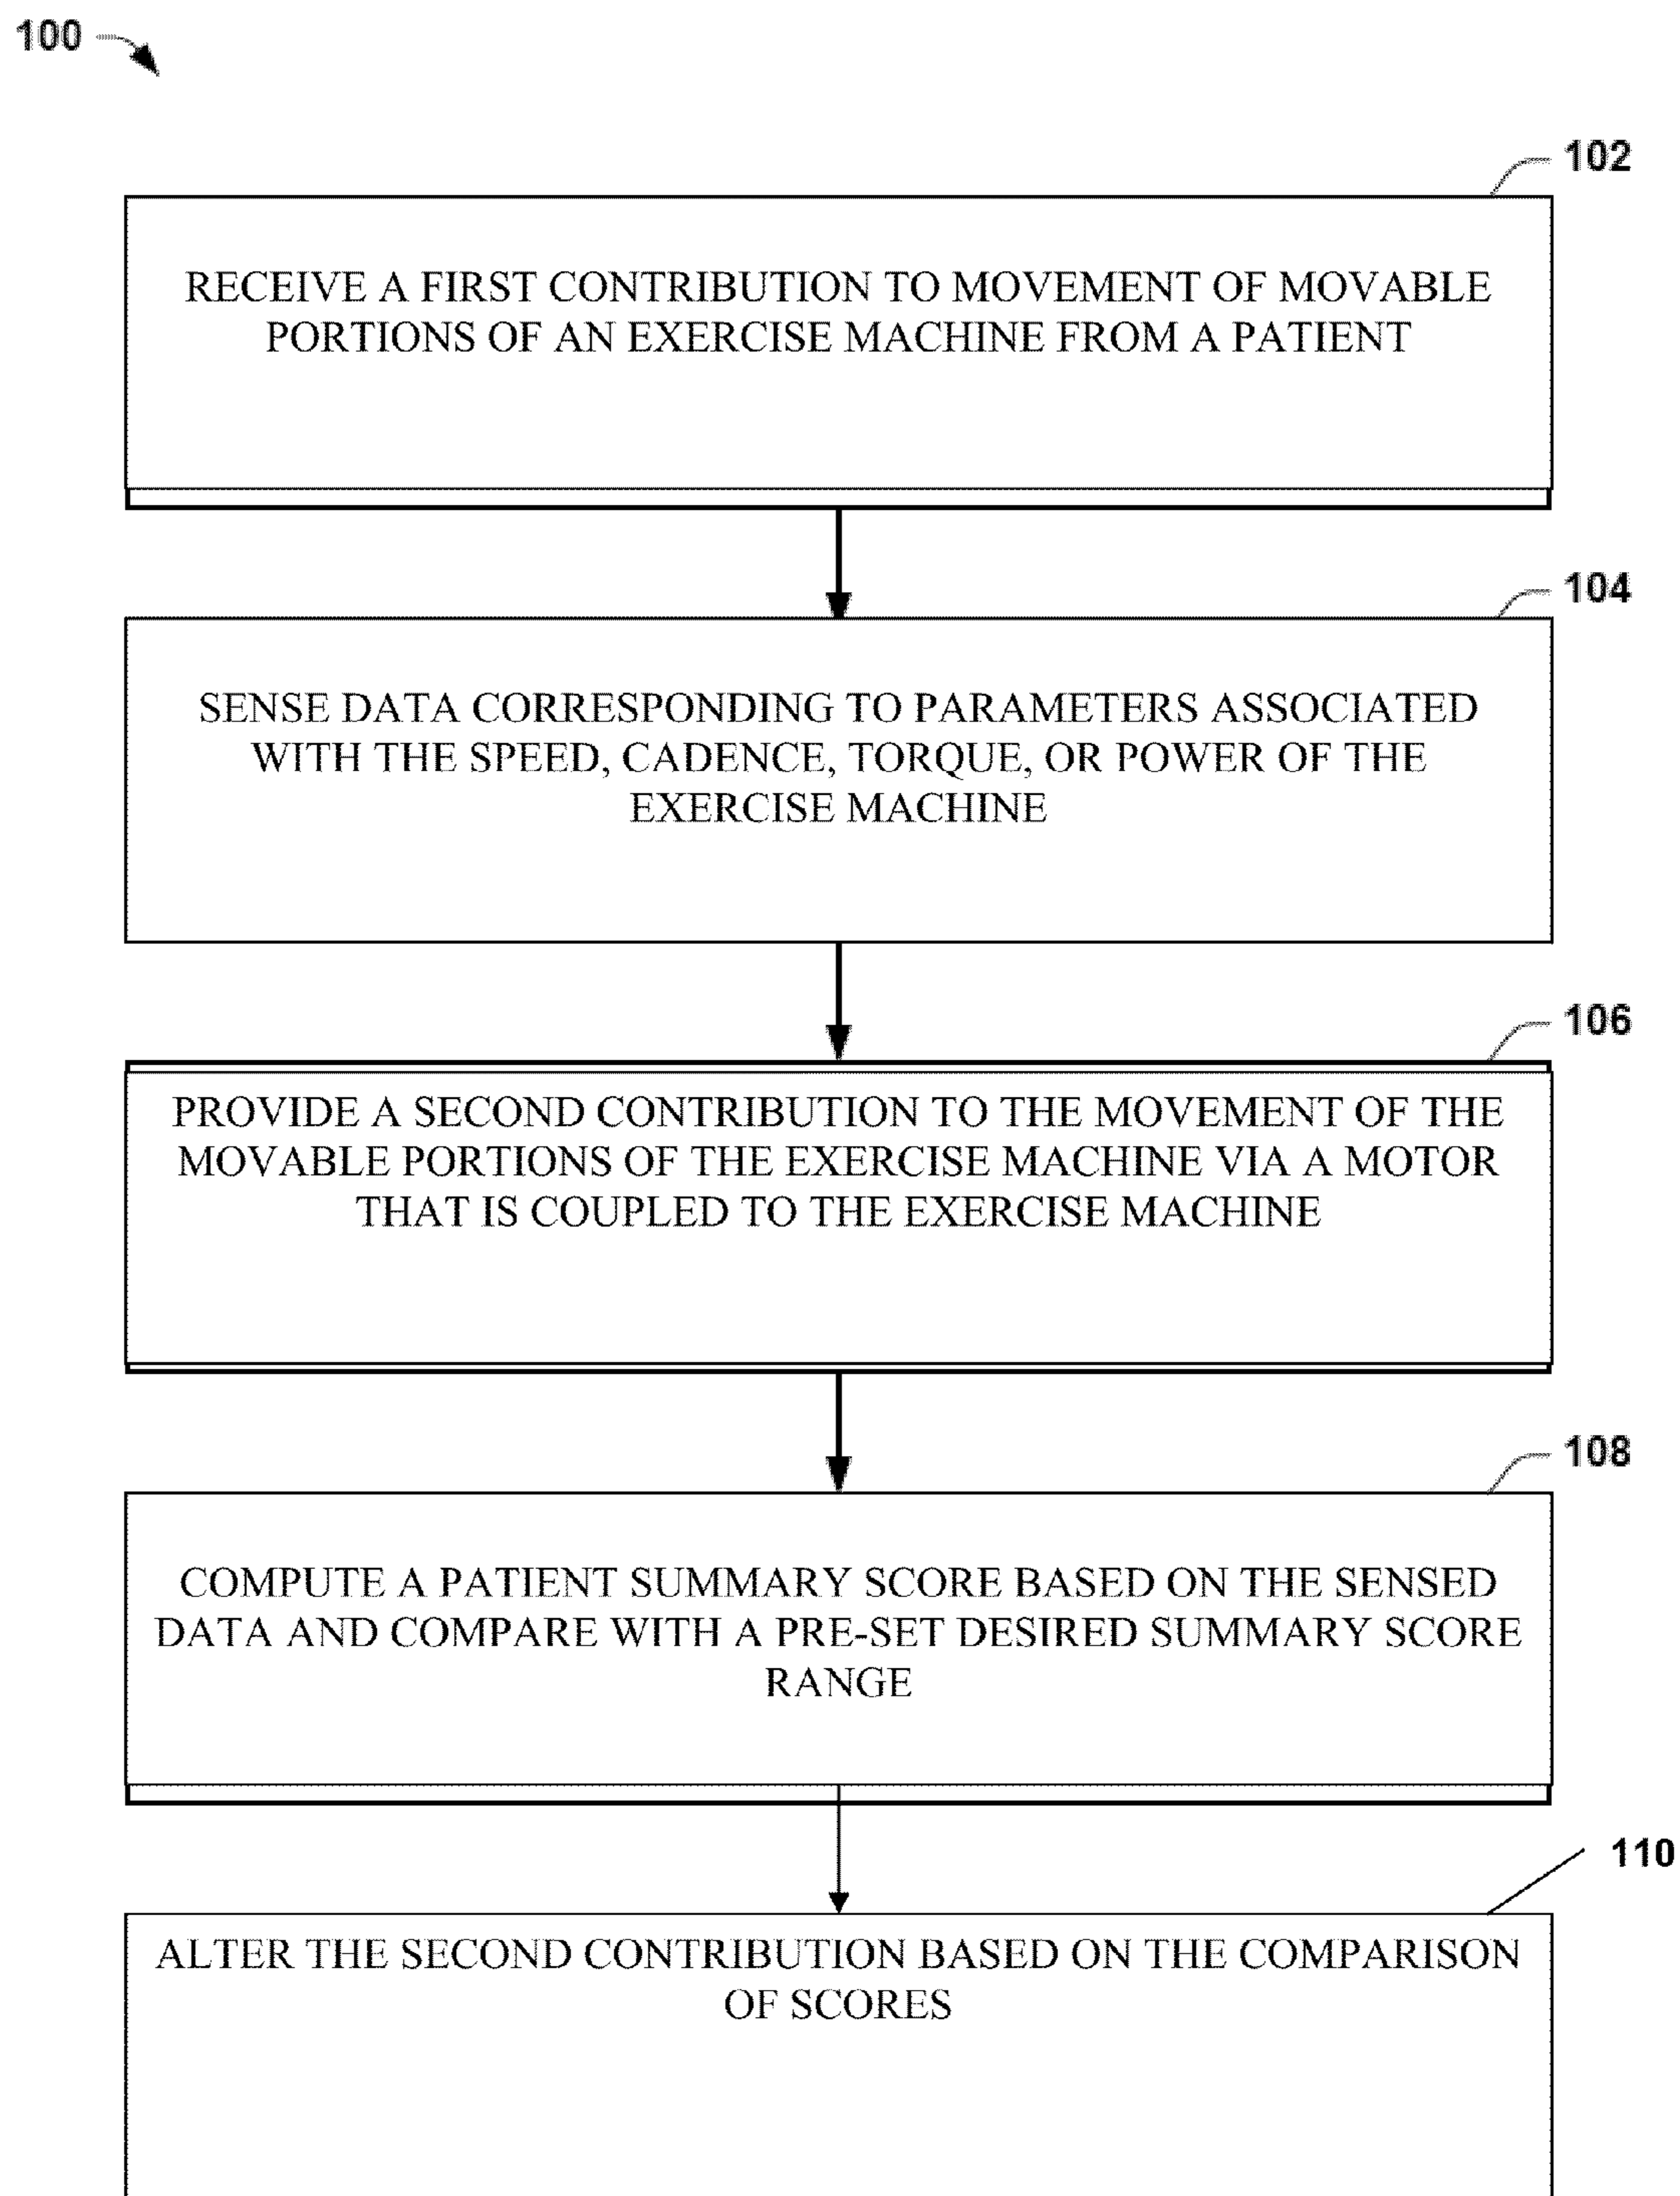 100
102
RECEIVE A FIRST CONTRIBUTION TO MOVEMENT OF MOVABLE
PORTIONS OF AN EXERCISE MACHINE FROM A PATIENT
104
SENSE DATA CORRESPONDING TO PARAMETERS ASSOCIATED
WITH THE SPEED, CADENCE, TORQUE, OR POWER OF THE
EXERCISE MACHINE
106
PROVIDE A SECOND CONTRIBUTION TO THE MOVEMENT OF THE
MOVABLE PORTIONS OF THE EXERCISE MACHINE VIA A MOTOR
THAT IS COUPLED TO THE EXERCISE MACHINE
108
COMPUTE A PATIENT SUMMARY SCORE BASED ON THE SENSED
DATA AND COMPARE WITH A PRE-SET DESIRED SUMMARY SCORE
RANGE
110
ALTER THE SECOND CONTRIBUTION BASED ON THE COMPARISON
OF SCORES